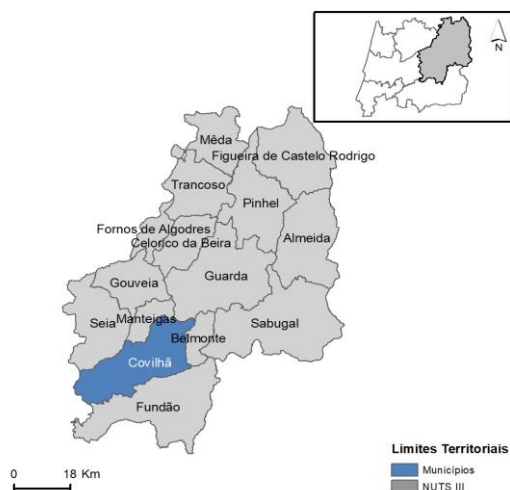 N
Mêda
Figueira de Castelo Rodrigo
Trancoso
Pinhel
Fornos de Algodres
Celorico da Beira
Almeida
Guarda
Gouveia
Manteigas
Seia
Sabugal
Belmonte
Covilhã
Fundão
Limites Territoriais
Municípios
NUTS III
0 18 Km